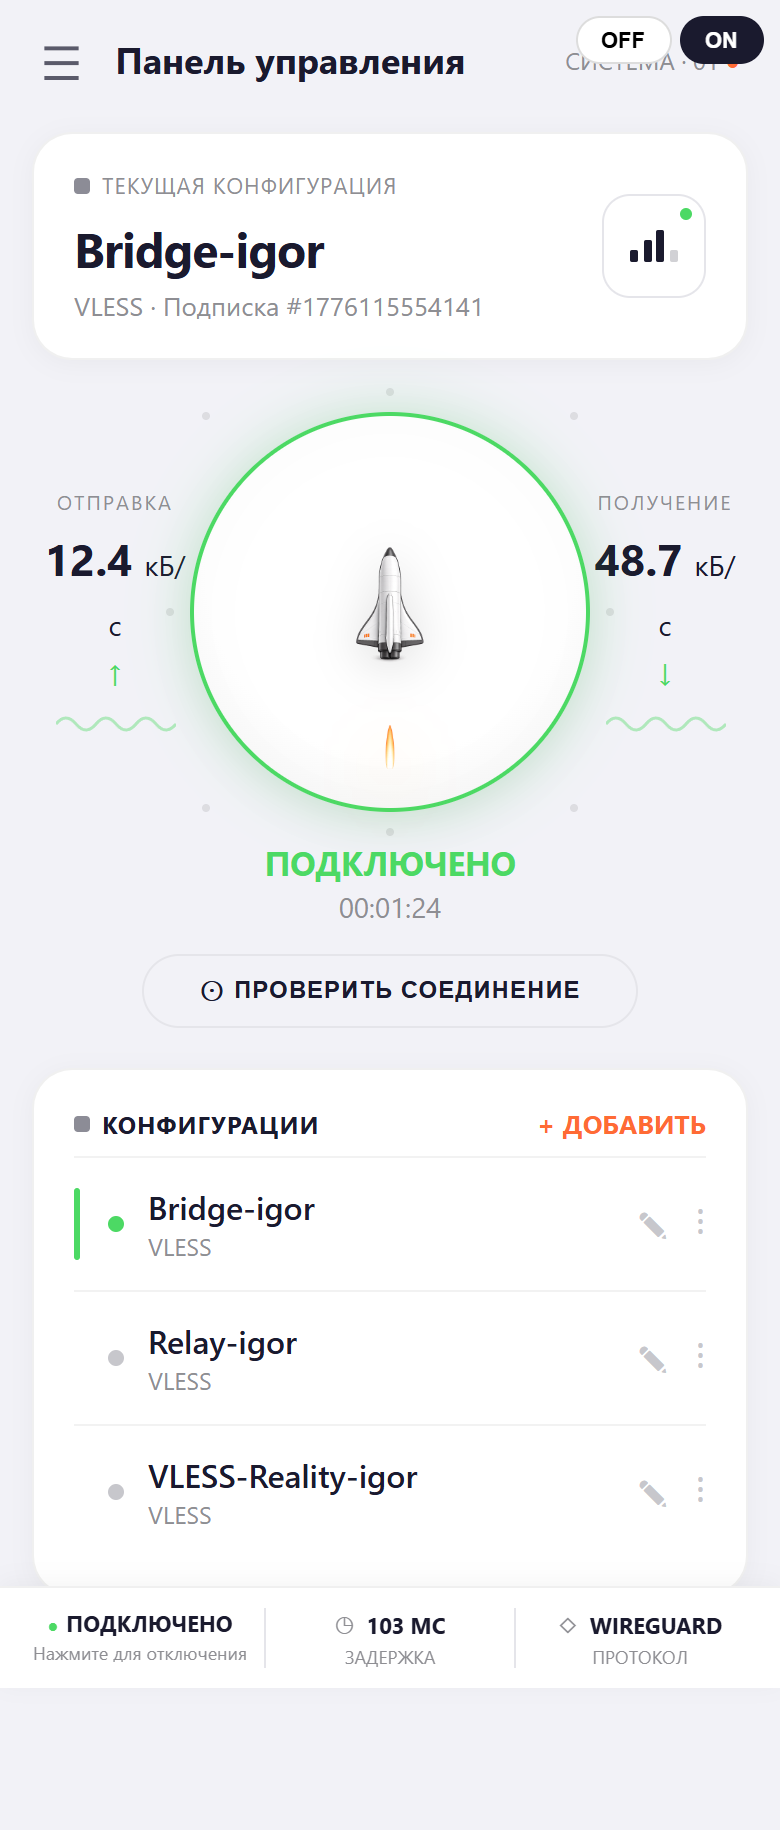 OFF
ON
Панель управления
СИСТЕМА · 01
ТЕКУЩАЯ КОНФИГУРАЦИЯ
Bridge-igor
VLESS · Подписка #1776115554141
ОТПРАВКА
12.4 кБ/
с
↑
ПОЛУЧЕНИЕ
48.7 кБ/
с
↓
ПОДКЛЮЧЕНО
00:01:24
ПРОВЕРИТЬ СОЕДИНЕНИЕ
КОНФИГУРАЦИИ
+ ДОБАВИТЬ
Bridge-igor
VLESS
Relay-igor
VLESS
VLESS-Reality-igor
VLESS
ПОДКЛЮЧЕНО
Нажмите для отключения
103 МС
ЗАДЕРЖКА
WIREGUARD
ПРОТОКОЛ